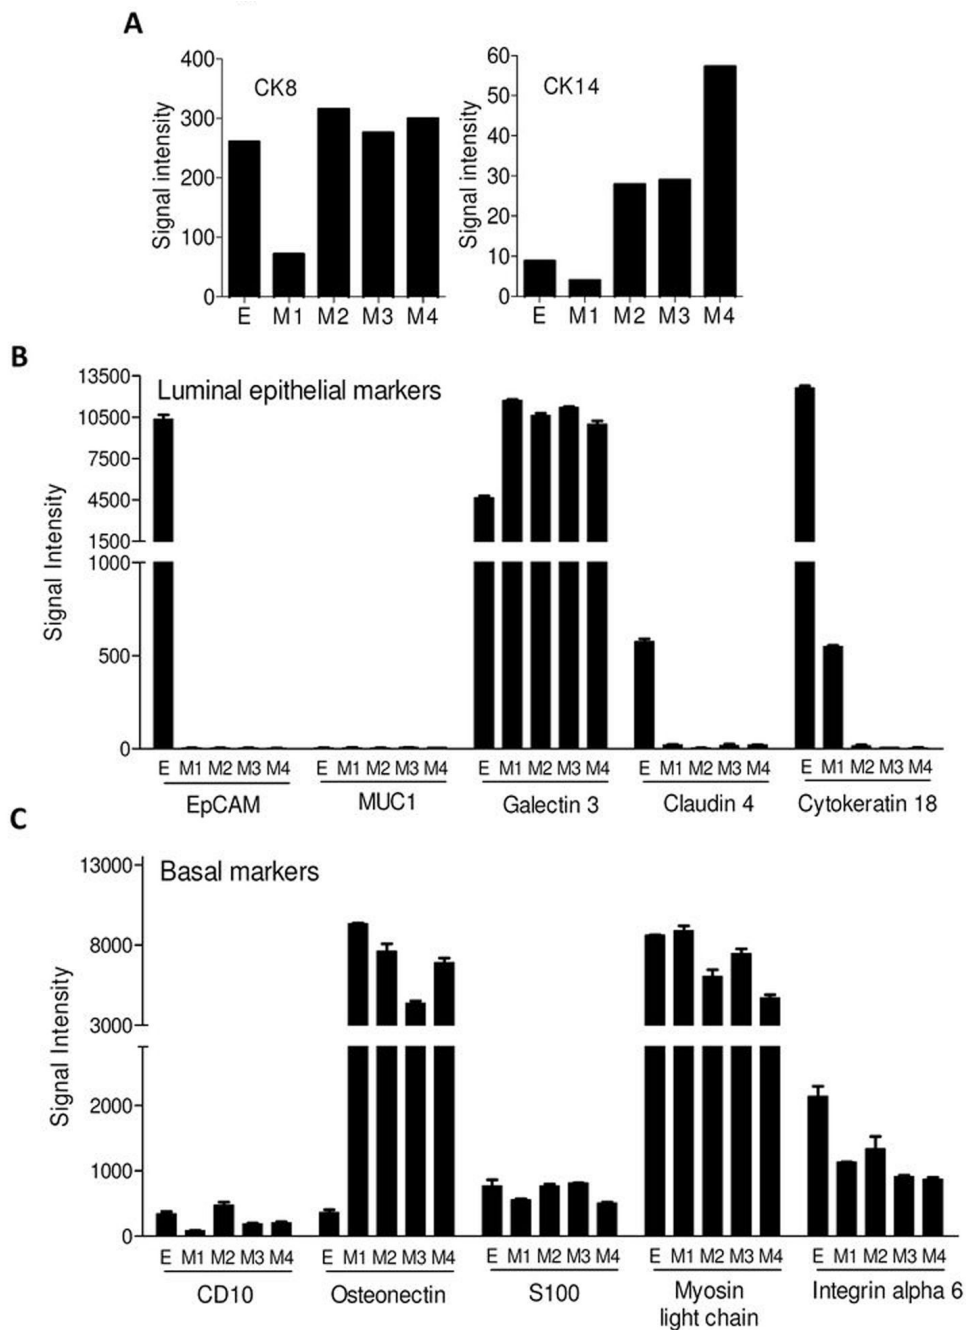 A
CK8
Signal intensity
400
300
200
100
0
E M1 M2 M3 M4
CK14
Signal intensity
60
50
40
30
20
10
0
E M1 M2 M3 M4
B
Luminal epithelial markers
Signal Intensity
13500
10500
7500
4500
1500
1000
500
0
E M1 M2 M3 M4 E M1 M2 M3 M4 E M1 M2 M3 M4 E M1 M2 M3 M4 E M1 M2 M3 M4
EpCAM MUC1 Galectin 3 Claudin 4 Cytokeratin 18
C
Basal markers
Signal Intensity
13000
8000
3000
2000
1000
0
E M1 M2 M3 M4 E M1 M2 M3 M4 E M1 M2 M3 M4 E M1 M2 M3 M4 E M1 M2 M3 M4
CD10 Osteonectin S100 Myosin Integrin alpha 6
light chain